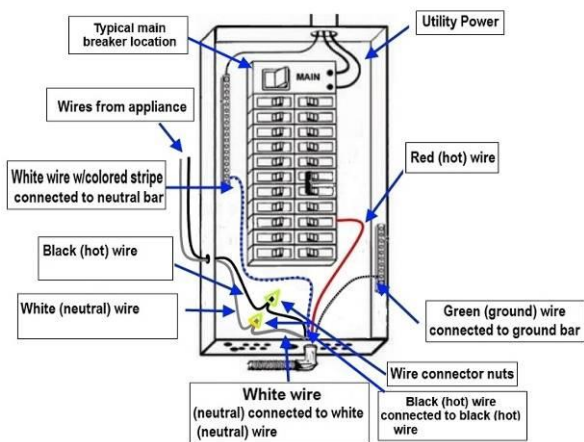 Typical main
breaker location
Utility Power
MAIN
Wires from appliance
Red (hot) wire
White wire w/colored stripe
connected to neutral bar
Black (hot) wire
White (neutral) wire
Green (ground) wire
connected to ground bar
Wire connector nuts
White wire
(neutral) connected to white
(neutral) wire
Black (hot) wire
connected to black (hot)
wire